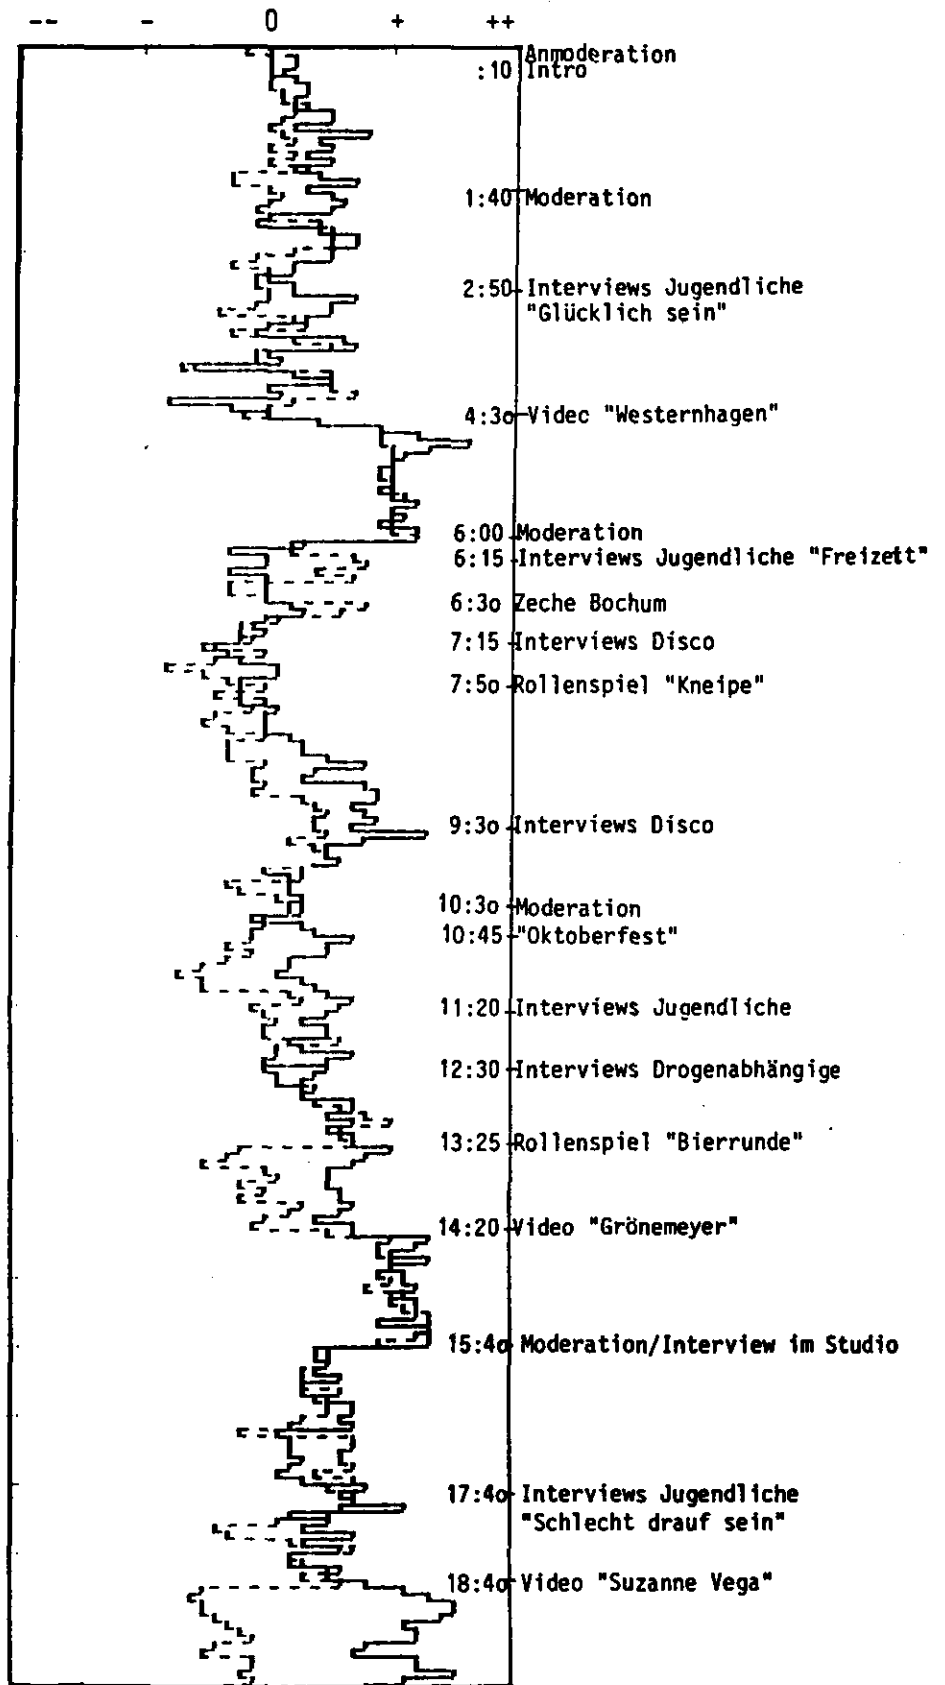 -- - 0 + ++
Anmoderation
:10 Intro
1:40 Moderation
2:50 Interviews Jugendliche
"Glücklich sein"
4:3o Videc "Westernhagen"
6:00 Moderation
6:15 Interviews Jugendliche "Freizett"
6:3o Zeche Bochum
7:15 Interviews Disco
7:5o Rollenspiel "Kneipe"
9:3o Interviews Disco
10:3o Moderation
10:45 "Oktoberfest"
11:20 Interviews Jugendliche
12:30 Interviews Drogenabhängige
13:25 Rollenspiel "Bierrunde"
14:20 Video "Grönemeyer"
15:4o Moderation/Interview im Studio
17:4o Interviews Jugendliche
"Schlecht drauf sein"
18:4o Video "Suzanne Vega"